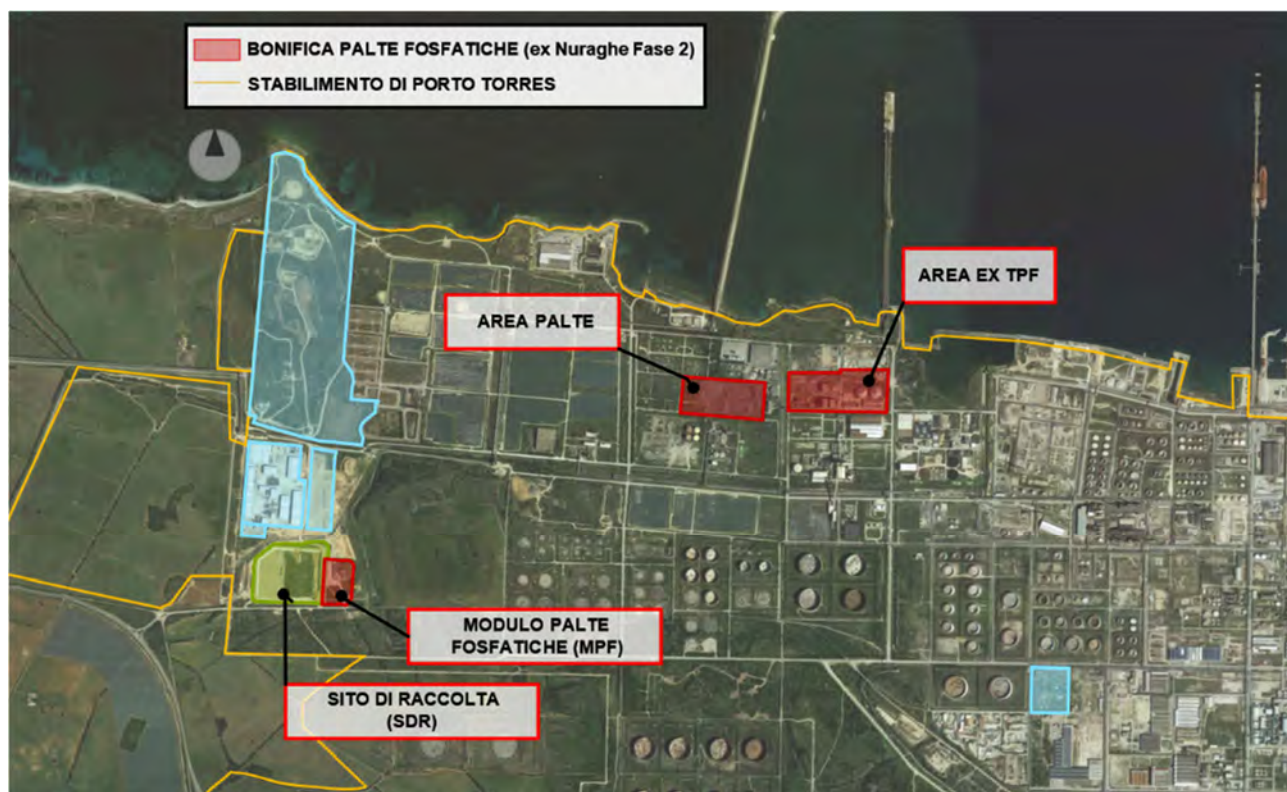 BONIFICA PALTE FOSFATICHE (ex Nuraghe Fase 2)
STABILIMENTO DI PORTO TORRES
AREA EX TPF
AREA PALTE
MODULO PALTE
FOSFATICHE (MPF)
SITO DI RACCOLTA
(SDR)